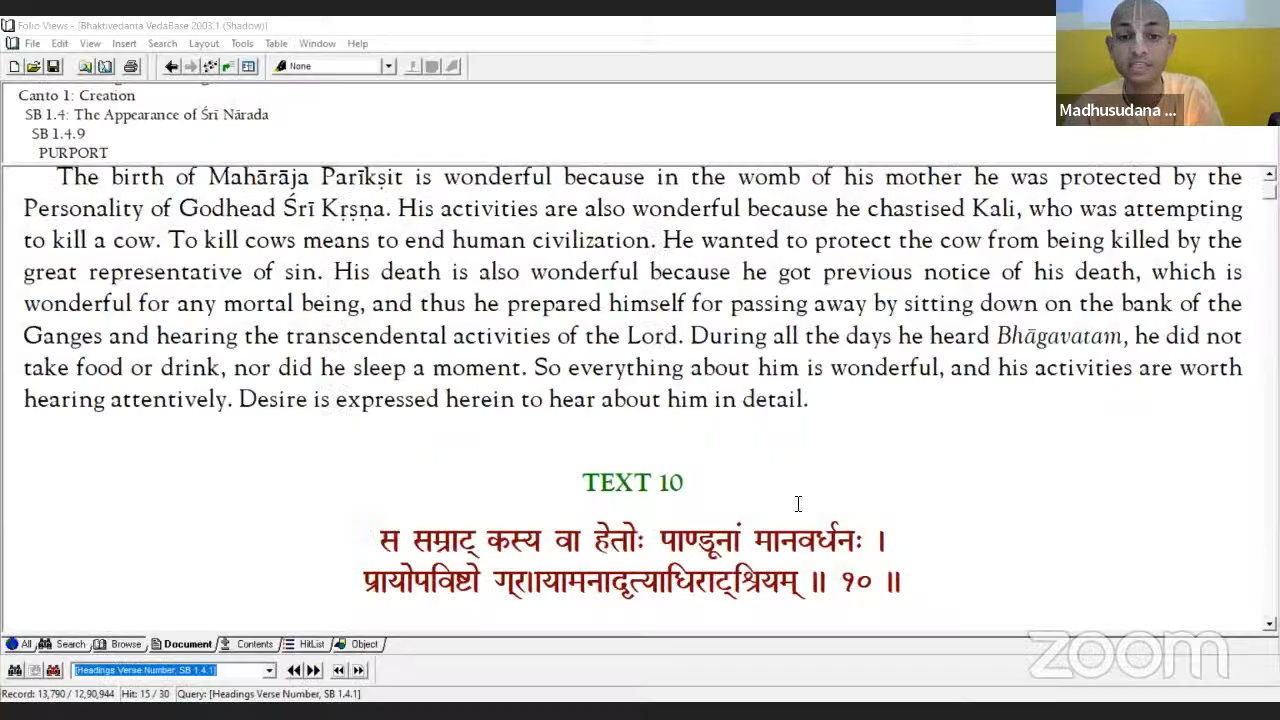 Folio Views - [Bhaktivedanta VedaBase 2003.1 (Shadow)]
File Edit View Insert Search Layout Tools Table Window Help
None
Canto 1: Creation
SB 1.4: The Appearance of Śrī Nārada
SB 1.4.9
PURPORT
Madhusudana ...
The birth of Mahārāja Parīkṣit is wonderful because in the womb of his mother he was protected by the
Personality of Godhead Śrī Kṛṣṇa. His activities are also wonderful because he chastised Kali, who was attempting
to kill a cow. To kill cows means to end human civilization. He wanted to protect the cow from being killed by the
great representative of sin. His death is also wonderful because he got previous notice of his death, which is
wonderful for any mortal being, and thus he prepared himself for passing away by sitting down on the bank of the
Ganges and hearing the transcendental activities of the Lord. During all the days he heard Bhāgavatam, he did not
take food or drink, nor did he sleep a moment. So everything about him is wonderful, and his activities are worth
hearing attentively. Desire is expressed herein to hear about him in detail.
TEXT 10
स सम्राट् कस्य वा हेतोः पाण्डूनां मानवर्धनः ।
प्रायोपविष्टो ग्र॥यामनादृत्याधिराट्श्रियम् ॥ १० ॥
All Search Browse Document Contents HitList Object
[Headings Verse Number, SB 1.4.1]
Record: 13,790 / 12,90,944 Hit: 15 / 30 Query: [Headings Verse Number, SB 1.4.1]
zoom